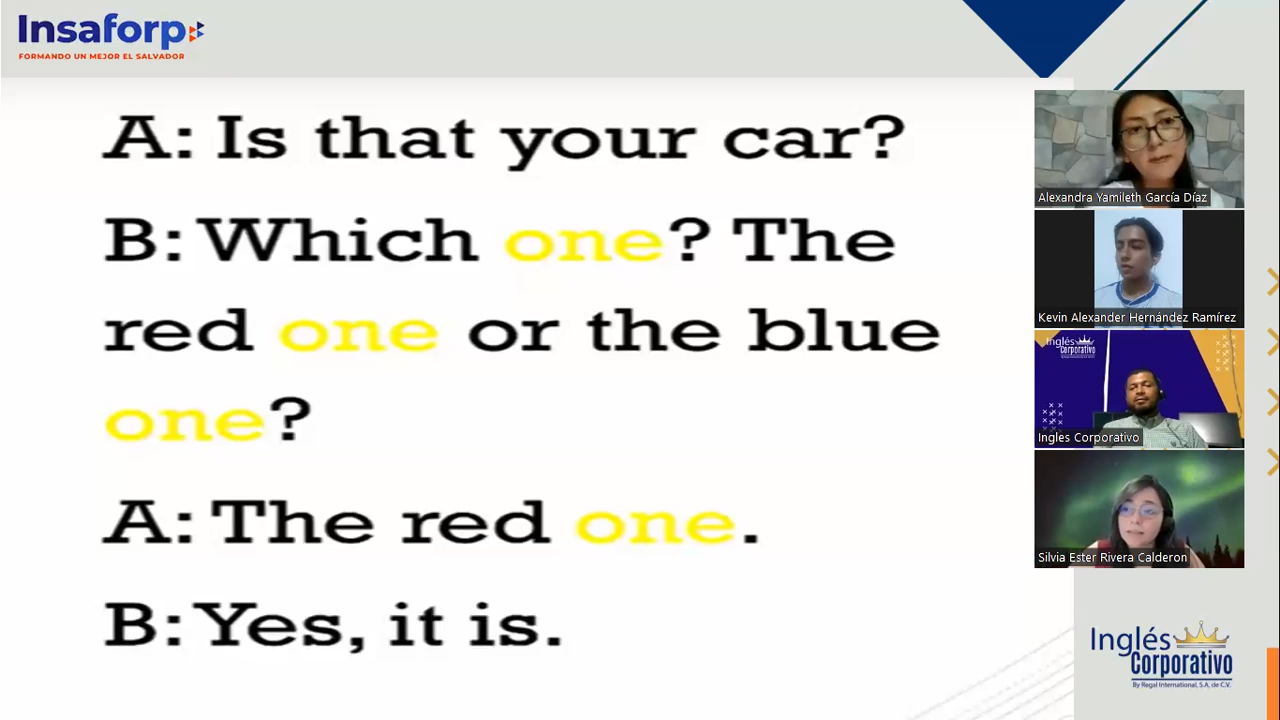 Insaforp
FORMANDO UN MEJOR EL SALVADOR
A: Is that your car?
B: Which one? The
red one or the blue
one?
A: The red one.
B: Yes, it is.
Alexandra Yamileth García Díaz
Kevin Alexander Hernández Ramírez
Inglés
Corporativo
Ingles Corporativo
Silvia Ester Rivera Calderon
Inglés
Corporativo
By Regal International, S.A. de C.V.